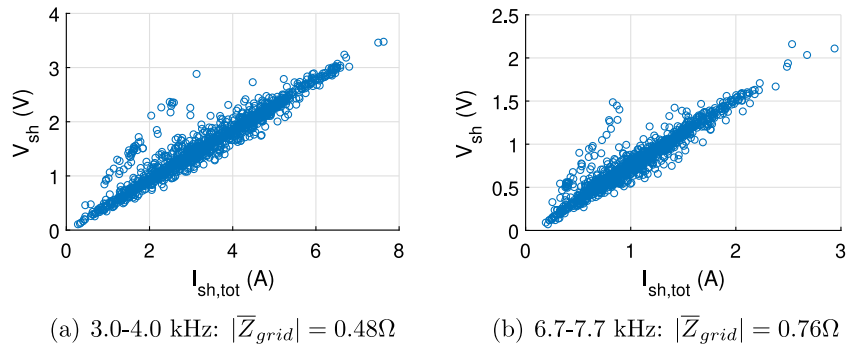 4
3
2
1
0
V_sh (V)
0 2 4 6 8
I_sh,tot (A)
(a) 3.0-4.0 kHz: |Z̅_grid| = 0.48Ω
2.5
2
1.5
1
0.5
0
V_sh (V)
0 1 2 3
I_sh,tot (A)
(b) 6.7-7.7 kHz: |Z̅_grid| = 0.76Ω